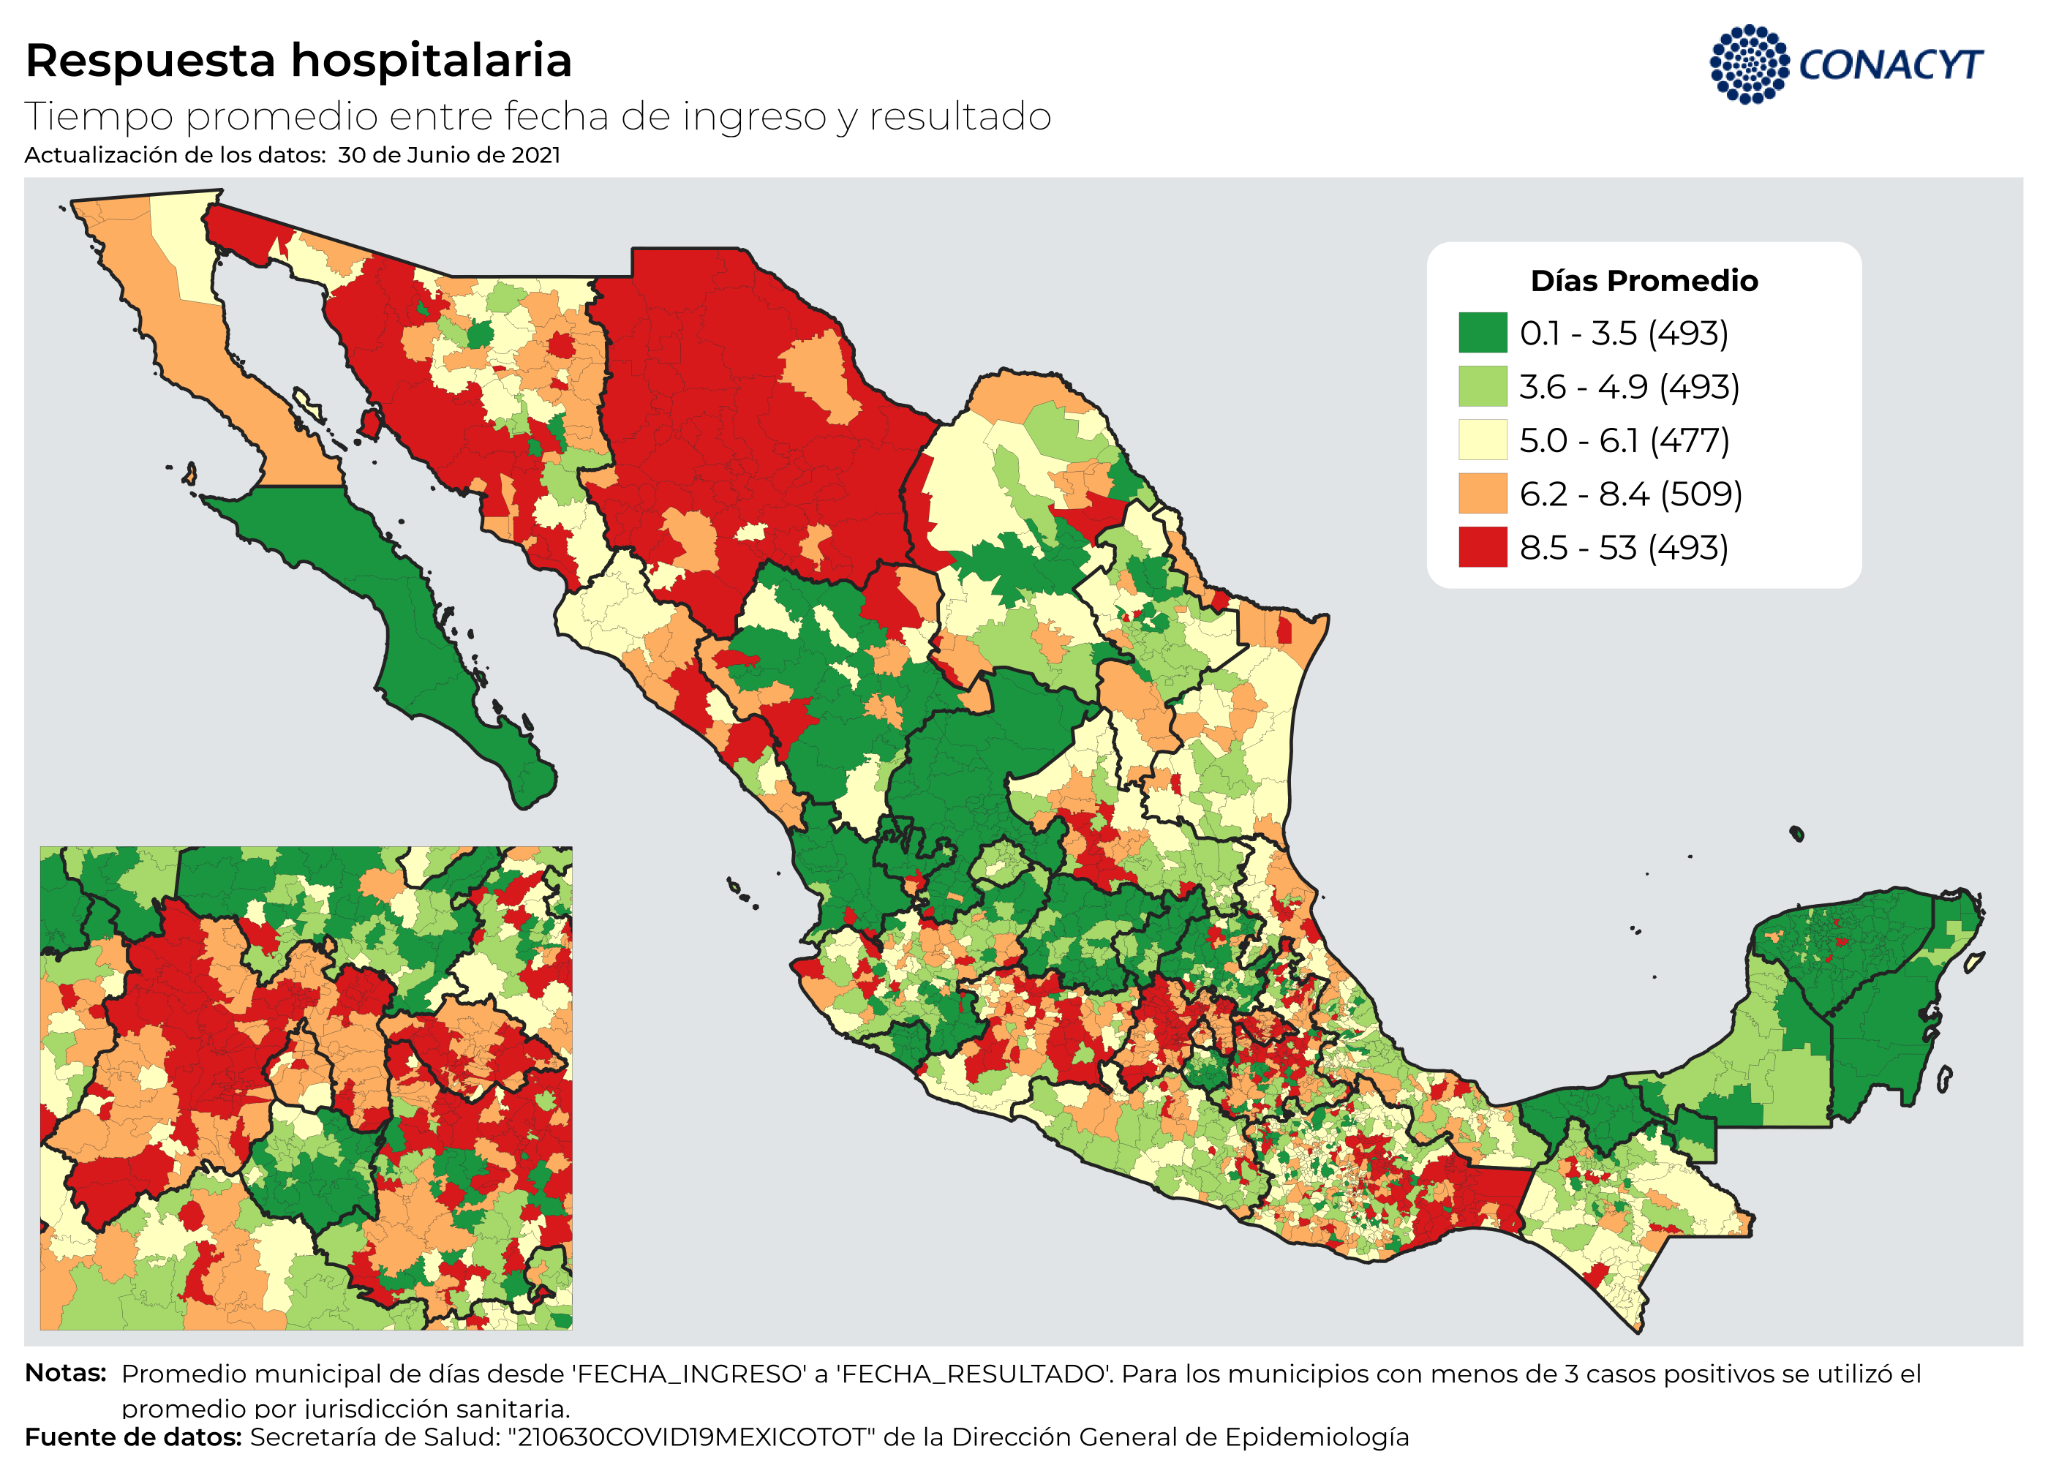 Respuesta hospitalaria
CONACYT
Tiempo promedio entre fecha de ingreso y resultado
Actualización de los datos: 30 de Junio de 2021
Días Promedio
0.1 - 3.5 (493)
3.6 - 4.9 (493)
5.0 - 6.1 (477)
6.2 - 8.4 (509)
8.5 - 53 (493)
Notas: Promedio municipal de días desde 'FECHA_INGRESO' a 'FECHA_RESULTADO'. Para los municipios con menos de 3 casos positivos se utilizó el
promedio por jurisdicción sanitaria.
Fuente de datos: Secretaría de Salud: "210630COVID19MEXICOTOT" de la Dirección General de Epidemiología